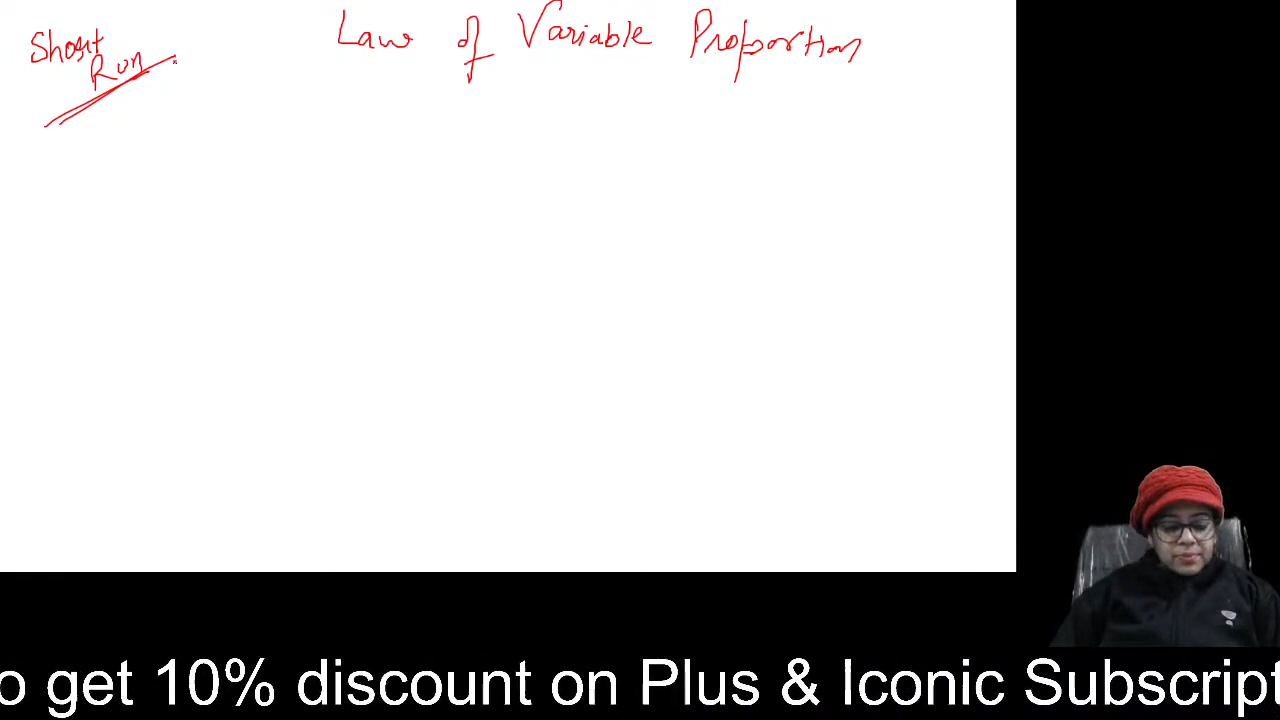 Short
Run
Law of Variable Proportion
o get 10% discount on Plus & Iconic Subscript